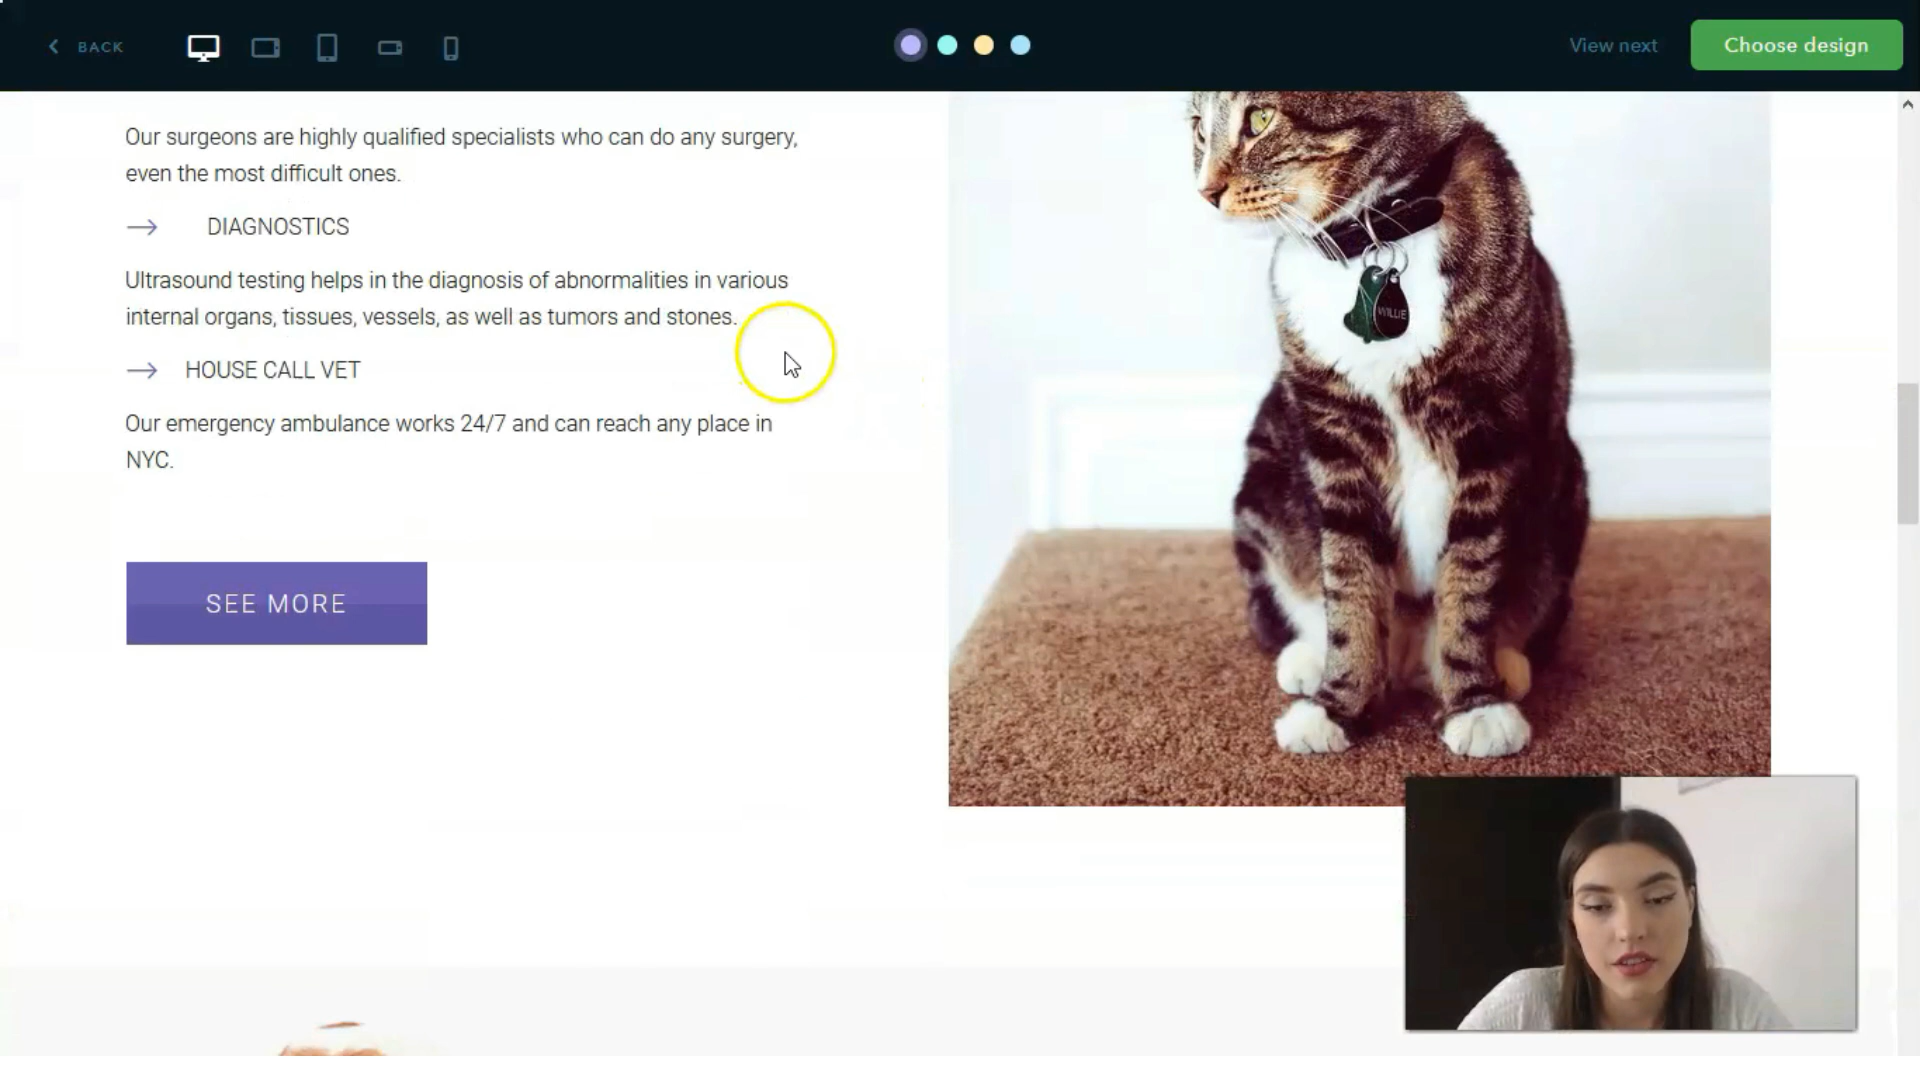 BACK
View next
Choose design
Our surgeons are highly qualified specialists who can do any surgery,
even the most difficult ones.
DIAGNOSTICS
Ultrasound testing helps in the diagnosis of abnormalities in various
internal organs, tissues, vessels, as well as tumors and stones.
HOUSE CALL VET
Our emergency ambulance works 24/7 and can reach any place in
NYC.
SEE MORE
WILLIE